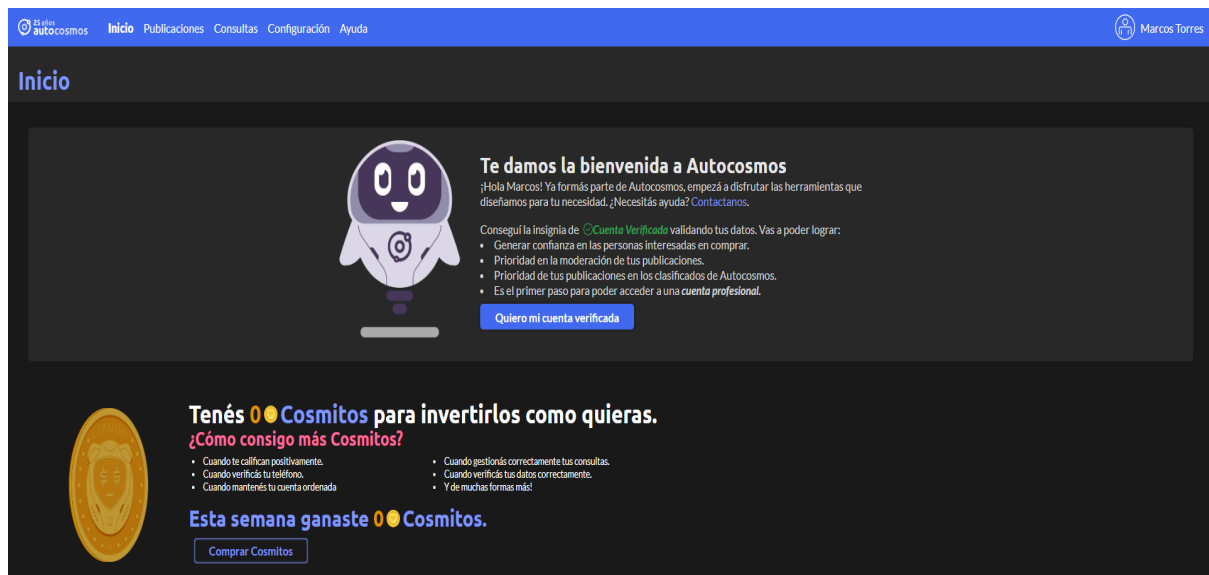 25 años
autocosmos
Inicio Publicaciones Consultas Configuración Ayuda
Marcos Torres
Inicio
Te damos la bienvenida a Autocosmos
¡Hola Marcos! Ya formás parte de Autocosmos, empezá a disfrutar las herramientas que
diseñamos para tu necesidad. ¿Necesitás ayuda? Contactanos.
Conseguí la insignia de Cuenta Verificada validando tus datos. Vas a poder lograr:
• Generar confianza en las personas interesadas en comprar.
• Prioridad en la moderación de tus publicaciones.
• Prioridad de tus publicaciones en los clasificados de Autocosmos.
• Es el primer paso para poder acceder a una cuenta profesional.
Quiero mi cuenta verificada
Tenés 0 Cosmitos para invertirlos como quieras.
¿Cómo consigo más Cosmitos?
• Cuando te califican positivamente.
• Cuando verificás tu teléfono.
• Cuando mantenés tu cuenta ordenada
• Cuando gestionás correctamente tus consultas.
• Cuando verificás tus datos correctamente.
• Y de muchas formas más!
Esta semana ganaste 0 Cosmitos.
Comprar Cosmitos